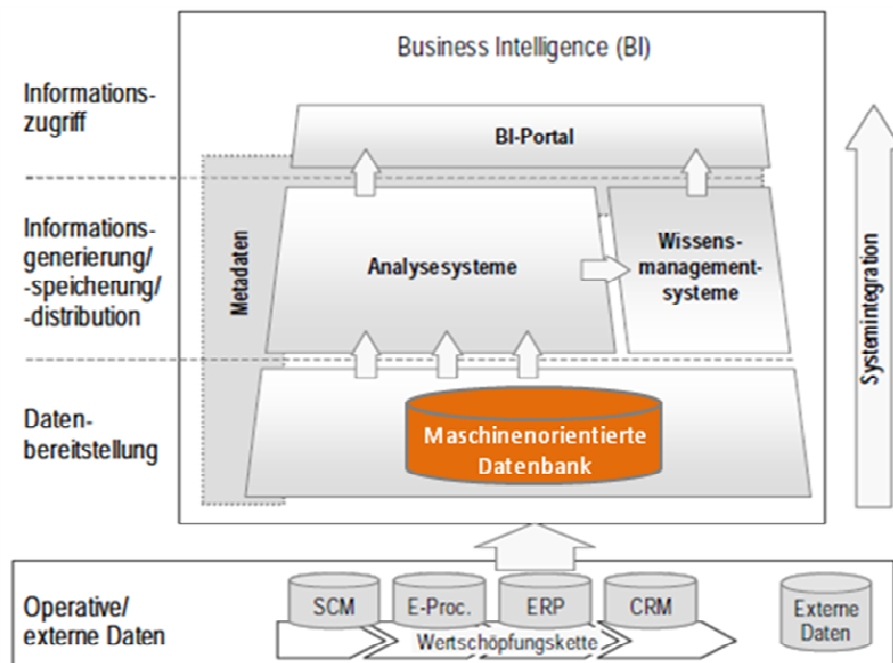 Business Intelligence (BI)
Informations-
zugriff
BI-Portal
Informations-
generierung/
-speicherung/
-distribution
Metadaten
Analysesysteme
Wissens-
management-
systeme
Systemintegration
Daten-
bereitstellung
Maschinenorientierte
Datenbank
Operative/
externe Daten
SCM
E-Proc.
ERP
CRM
Wertschöpfungskette
Externe
Daten